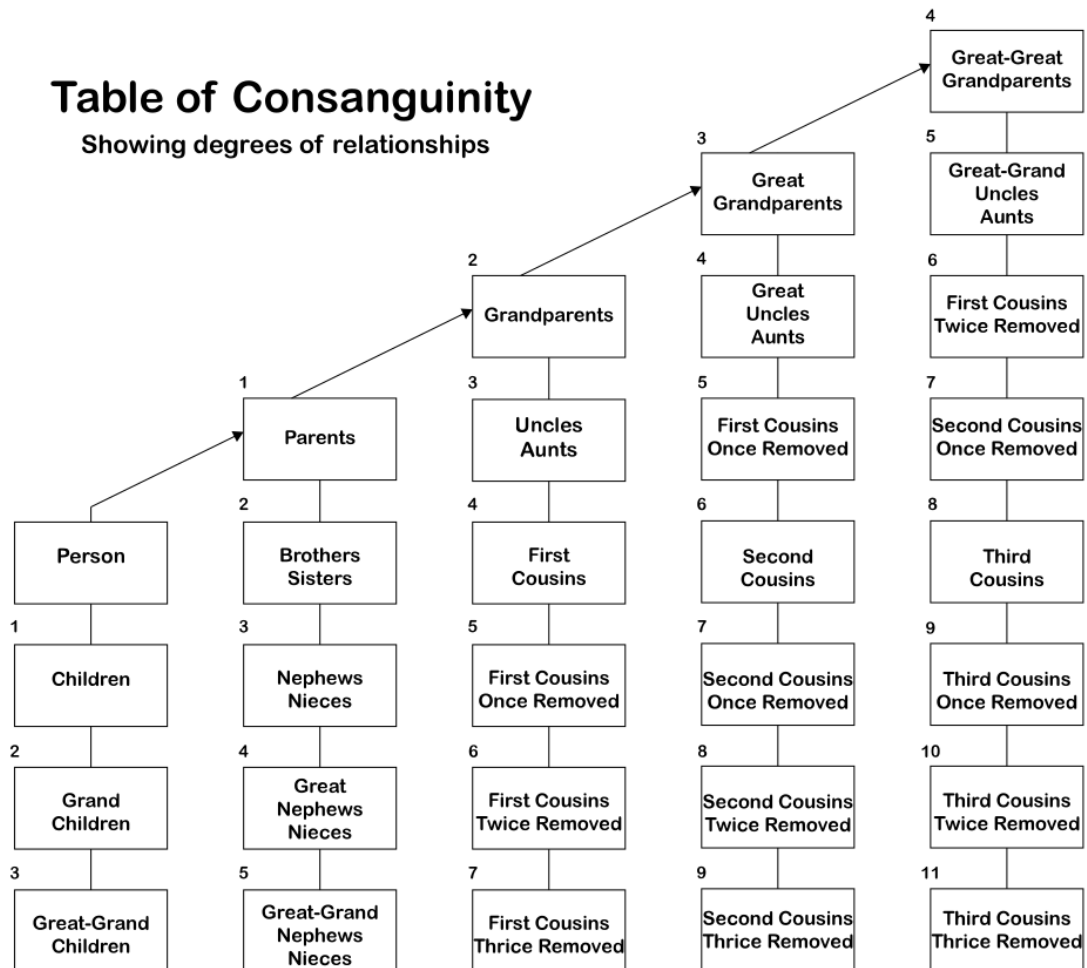 Table of Consanguinity
Showing degrees of relationships
4
Great-Great
Grandparents
3
Great
Grandparents
5
Great-Grand
Uncles
Aunts
2
Grandparents
4
Great
Uncles
Aunts
6
First Cousins
Twice Removed
1
Parents
3
Uncles
Aunts
5
First Cousins
Once Removed
7
Second Cousins
Once Removed
Person
2
Brothers
Sisters
4
First
Cousins
6
Second
Cousins
8
Third
Cousins
1
Children
3
Nephews
Nieces
5
First Cousins
Once Removed
7
Second Cousins
Once Removed
9
Third Cousins
Once Removed
2
Grand
Children
4
Great
Nephews
Nieces
6
First Cousins
Twice Removed
8
Second Cousins
Twice Removed
10
Third Cousins
Twice Removed
3
Great-Grand
Children
5
Great-Grand
Nephews
Nieces
7
First Cousins
Thrice Removed
9
Second Cousins
Thrice Removed
11
Third Cousins
Thrice Removed